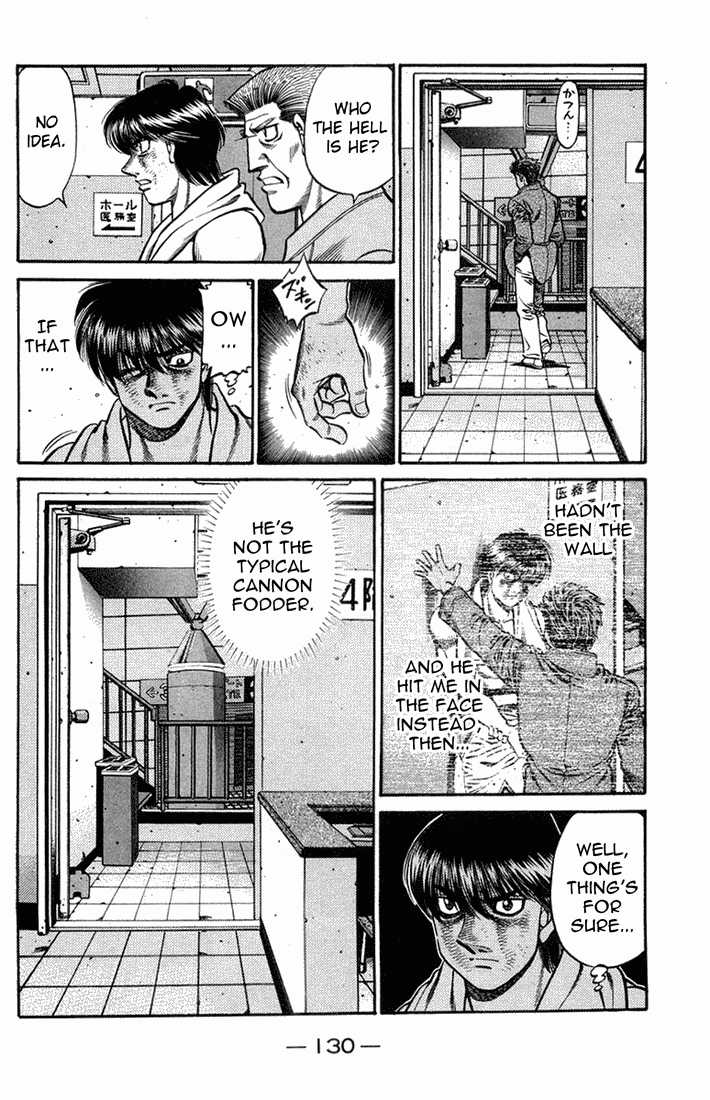 かつん…
4
WHO
THE HELL
IS HE?
NO
IDEA.
ホール
医務室
ズキン
OW
...
IF
THAT
...
医務室
HADN'T
BEEN THE
WALL
AND HE
HIT ME IN
THE FACE
INSTEAD
THEN...
HE'S
NOT THE
TYPICAL
CANNON
FODDER.
4階
WELL,
ONE
THING'S
FOR
SURE...
— 130 —